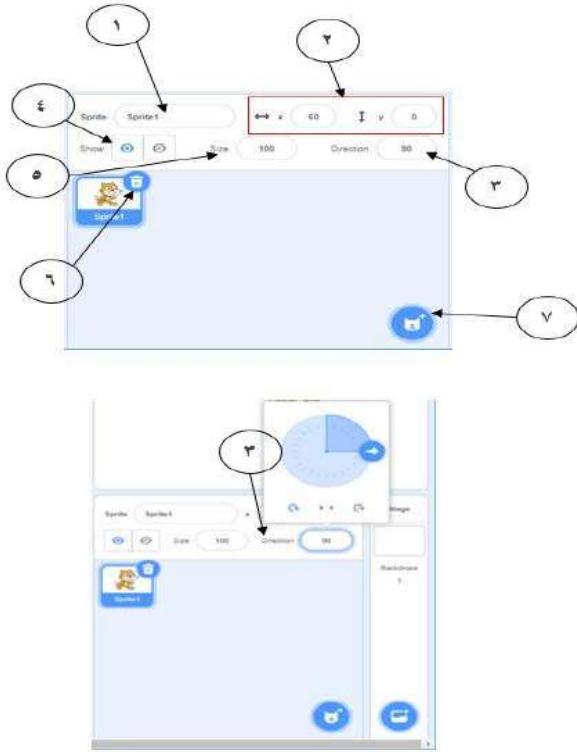 ١
٢
٤
Sprite Sprite1 x 60 y 0
Show Size 100 Direction 90
٥
٣
Sprite1
٦
٧
٣
Sprite Sprite1 Stage
Size 100 Direction 90
Backdrops
1
Sprite1